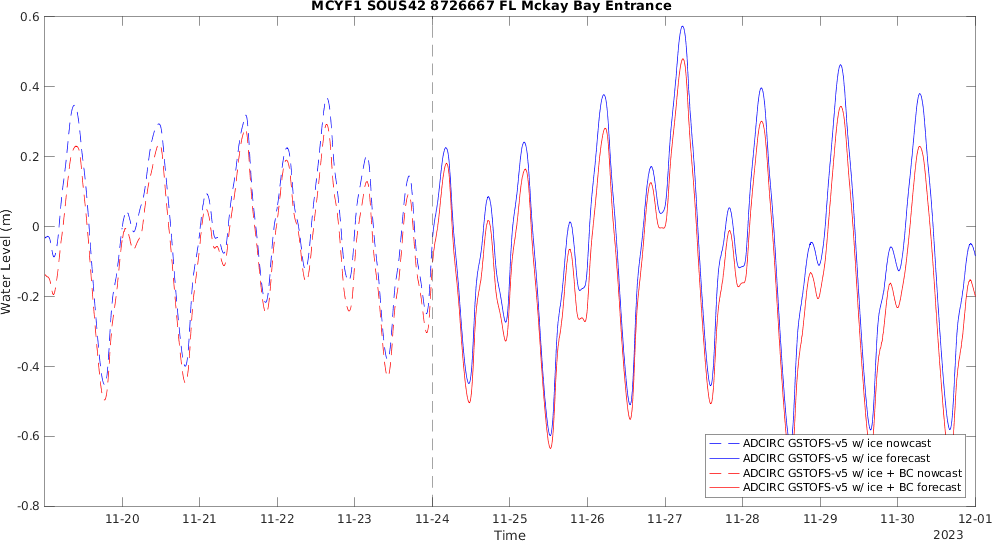 MCYF1 SOUS42 8726667 FL Mckay Bay Entrance
Water Level (m)
0.6
0.4
0.2
0
-0.2
-0.4
-0.6
-0.8
ADCIRC GSTOFS-v5 w/ ice nowcast
ADCIRC GSTOFS-v5 w/ ice forecast
ADCIRC GSTOFS-v5 w/ ice + BC nowcast
ADCIRC GSTOFS-v5 w/ ice + BC forecast
11-20 11-21 11-22 11-23 11-24 11-25 11-26 11-27 11-28 11-29 11-30 12-01
Time
2023